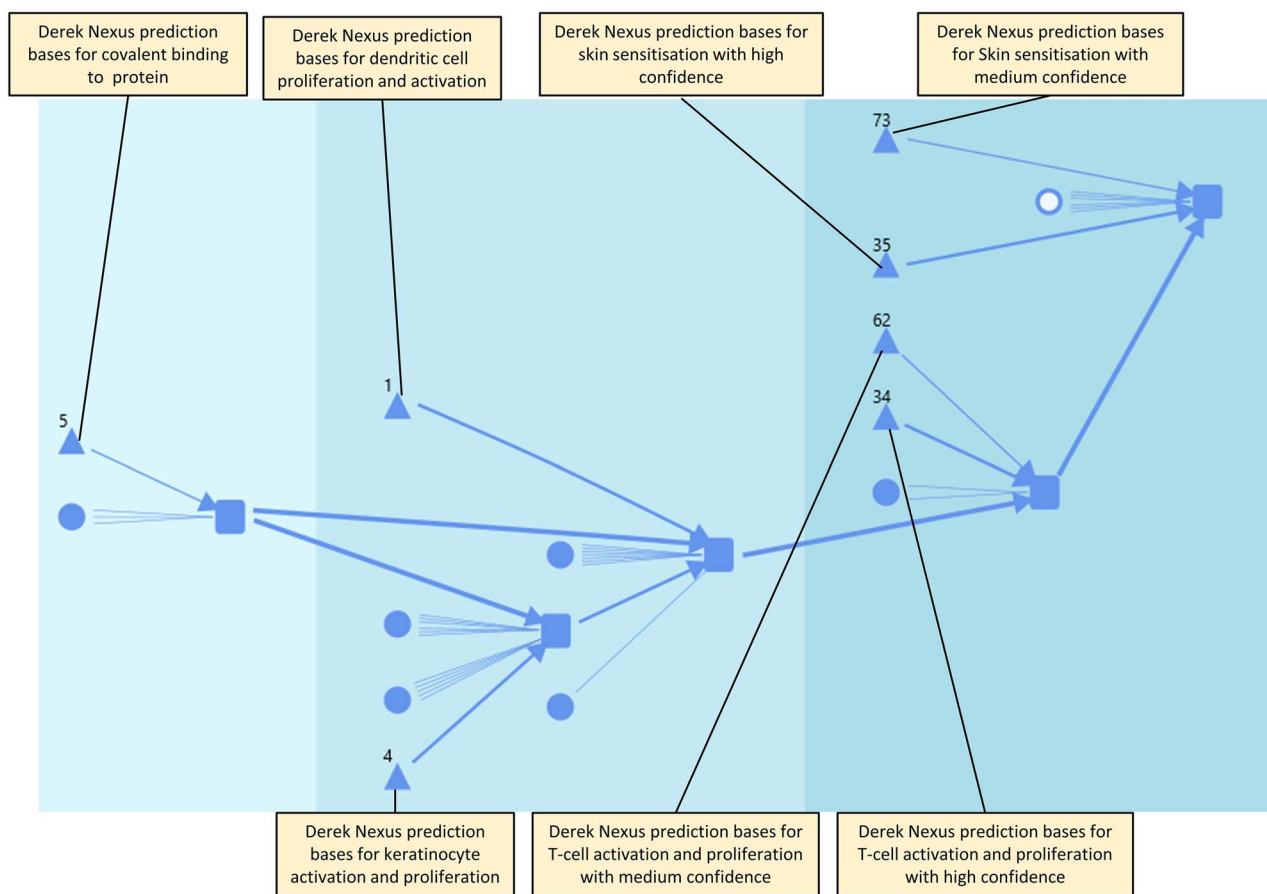 Derek Nexus prediction
bases for covalent binding
to protein
Derek Nexus prediction
bases for dendritic cell
proliferation and activation
Derek Nexus prediction bases for
skin sensitisation with high
confidence
Derek Nexus prediction bases
for Skin sensitisation with
medium confidence
73
35
62
1
34
5
4
Derek Nexus prediction
bases for keratinocyte
activation and proliferation
Derek Nexus prediction bases for
T-cell activation and proliferation
with medium confidence
Derek Nexus prediction bases for
T-cell activation and proliferation
with high confidence